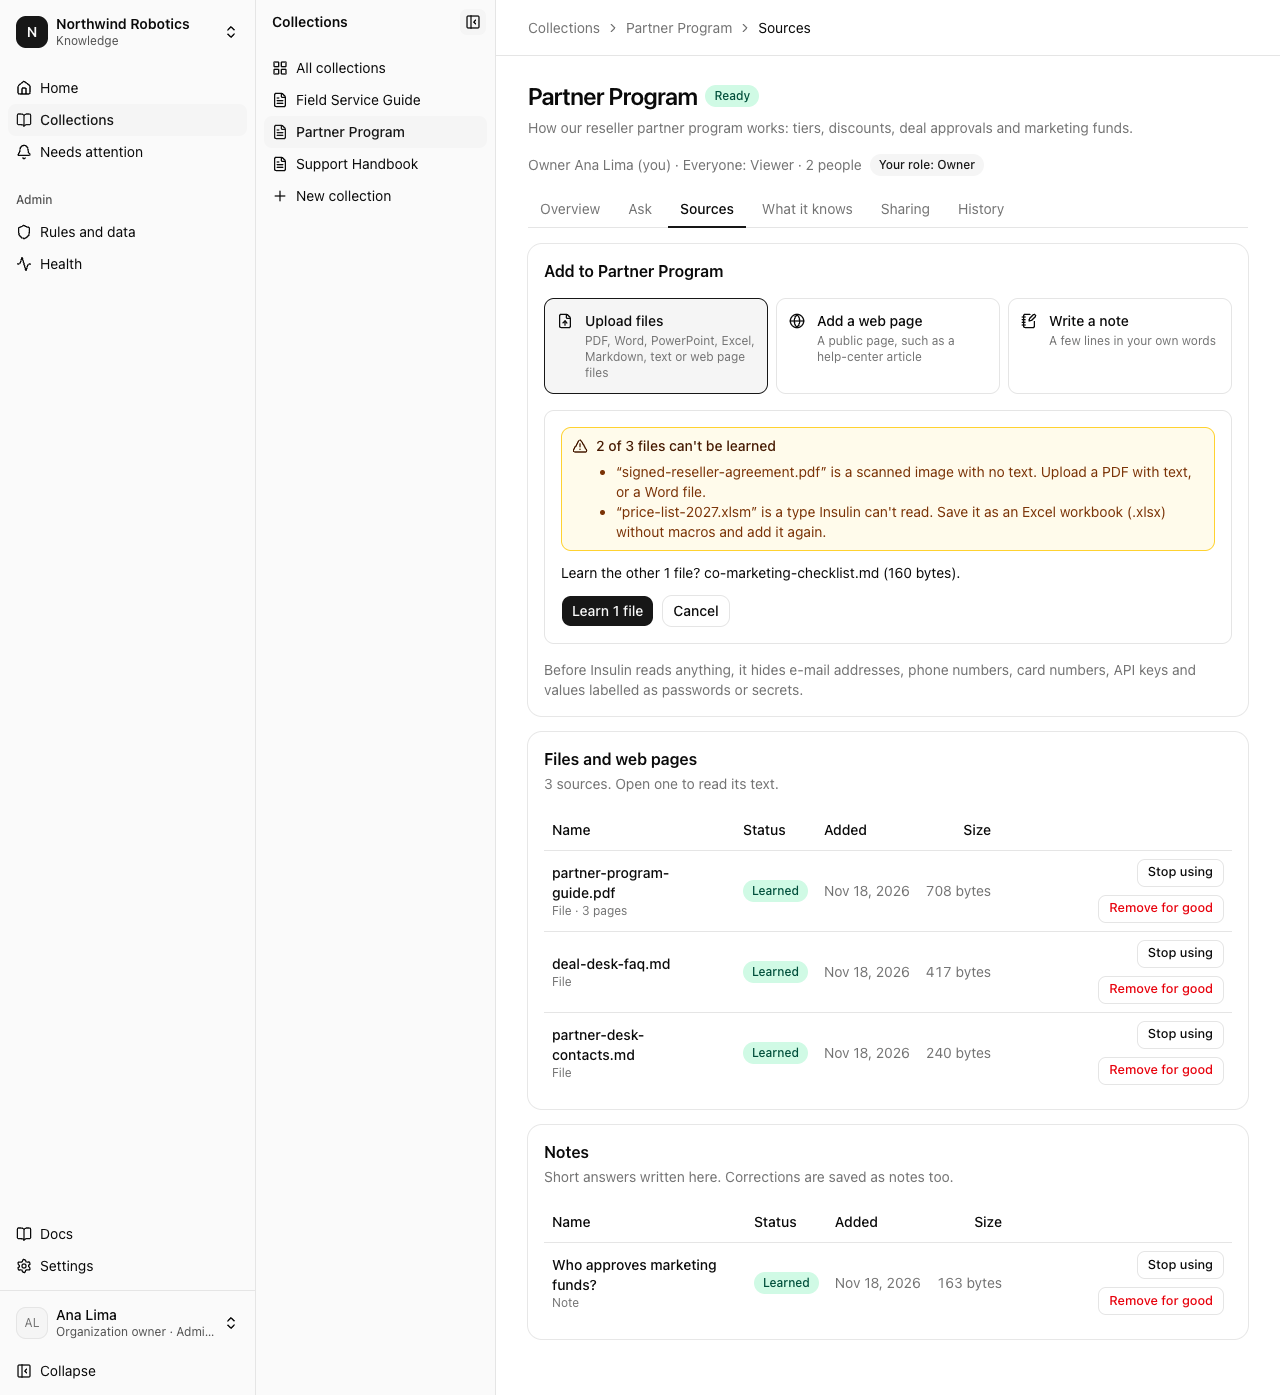 N
Northwind Robotics
Knowledge
Home
Collections
Needs attention
Admin
Rules and data
Health
Docs
Settings
AL
Ana Lima
Organization owner · Admi...
Collapse
Collections
All collections
Field Service Guide
Partner Program
Support Handbook
New collection
Collections > Partner Program > Sources
Partner Program Ready
How our reseller partner program works: tiers, discounts, deal approvals and marketing funds.
Owner Ana Lima (you) · Everyone: Viewer · 2 people Your role: Owner
Overview Ask Sources What it knows Sharing History
Add to Partner Program
Upload files
PDF, Word, PowerPoint, Excel,
Markdown, text or web page
files
Add a web page
A public page, such as a
help-center article
Write a note
A few lines in your own words
2 of 3 files can't be learned
• “signed-reseller-agreement.pdf” is a scanned image with no text. Upload a PDF with text,
or a Word file.
• “price-list-2027.xlsm” is a type Insulin can't read. Save it as an Excel workbook (.xlsx)
without macros and add it again.
Learn the other 1 file? co-marketing-checklist.md (160 bytes).
Learn 1 file Cancel
Before Insulin reads anything, it hides e-mail addresses, phone numbers, card numbers, API keys and
values labelled as passwords or secrets.
Files and web pages
3 sources. Open one to read its text.
Name Status Added Size
partner-program-
guide.pdf
File · 3 pages
Learned Nov 18, 2026 708 bytes
Stop using
Remove for good
deal-desk-faq.md
File
Learned Nov 18, 2026 417 bytes
Stop using
Remove for good
partner-desk-
contacts.md
File
Learned Nov 18, 2026 240 bytes
Stop using
Remove for good
Notes
Short answers written here. Corrections are saved as notes too.
Name Status Added Size
Who approves marketing
funds?
Note
Learned Nov 18, 2026 163 bytes
Stop using
Remove for good